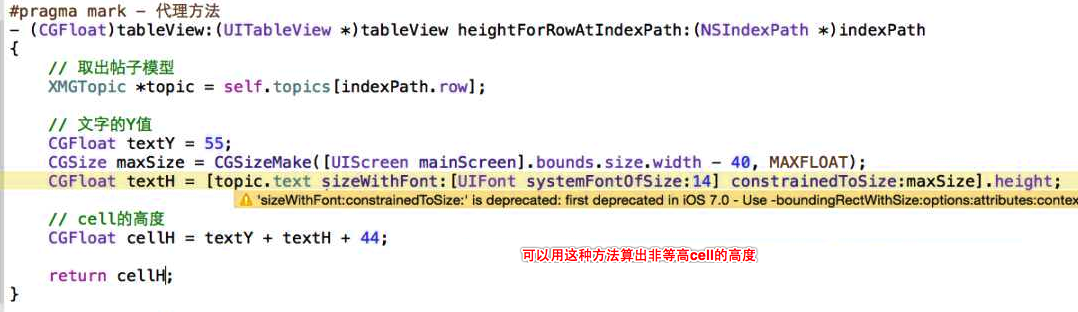 #pragma mark - 代理方法
- (CGFloat)tableView:(UITableView *)tableView heightForRowAtIndexPath:(NSIndexPath *)indexPath
{
// 取出帖子模型
XMGTopic *topic = self.topics[indexPath.row];
// 文字的Y值
CGFloat textY = 55;
CGSize maxSize = CGSizeMake([UIScreen mainScreen].bounds.size.width - 40, MAXFLOAT);
CGFloat textH = [topic.text sizeWithFont:[UIFont systemFontOfSize:14] constrainedToSize:maxSize].height;
'sizeWithFont:constrainedToSize:' is deprecated: first deprecated in iOS 7.0 - Use -boundingRectWithSize:options:attributes:contex
// cell的高度
CGFloat cellH = textY + textH + 44;
可以用这种方法算出非等高cell的高度
return cellH;
}